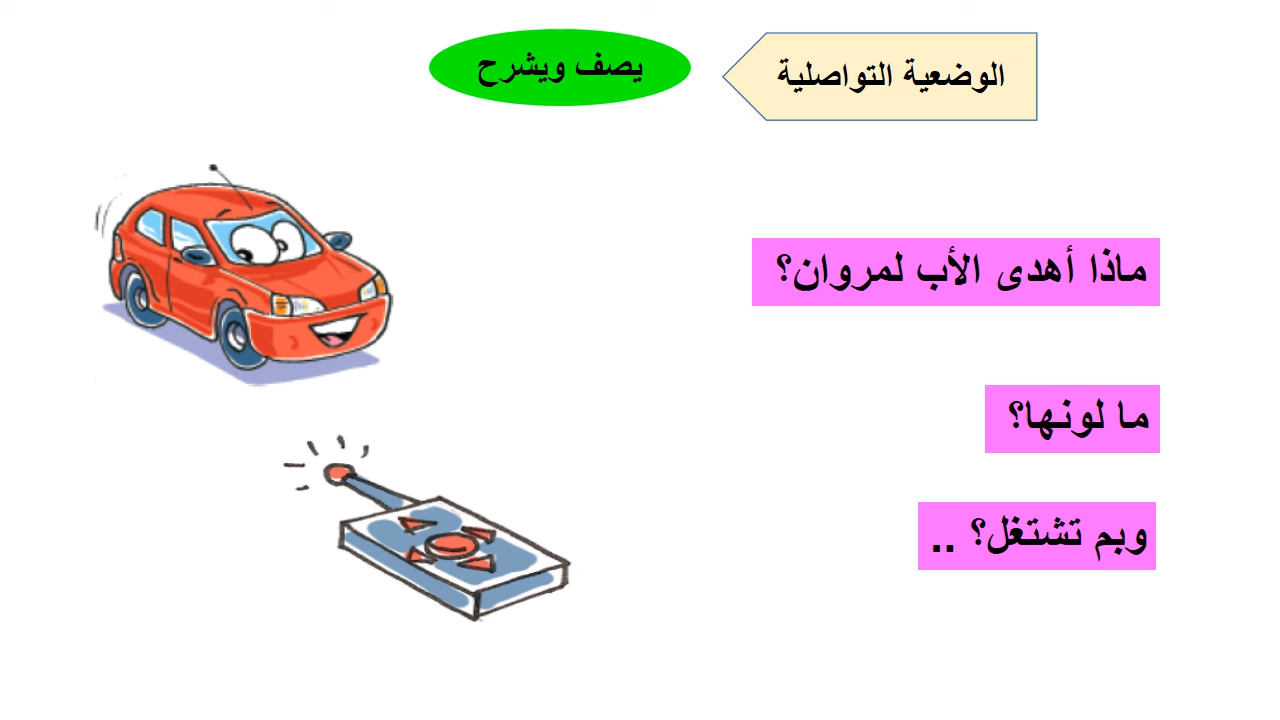 الوضعية التواصلية
يصف ويشرح
ماذا أهدى الأب لمروان؟
ما لونها؟
وبم تشتغل؟ ..